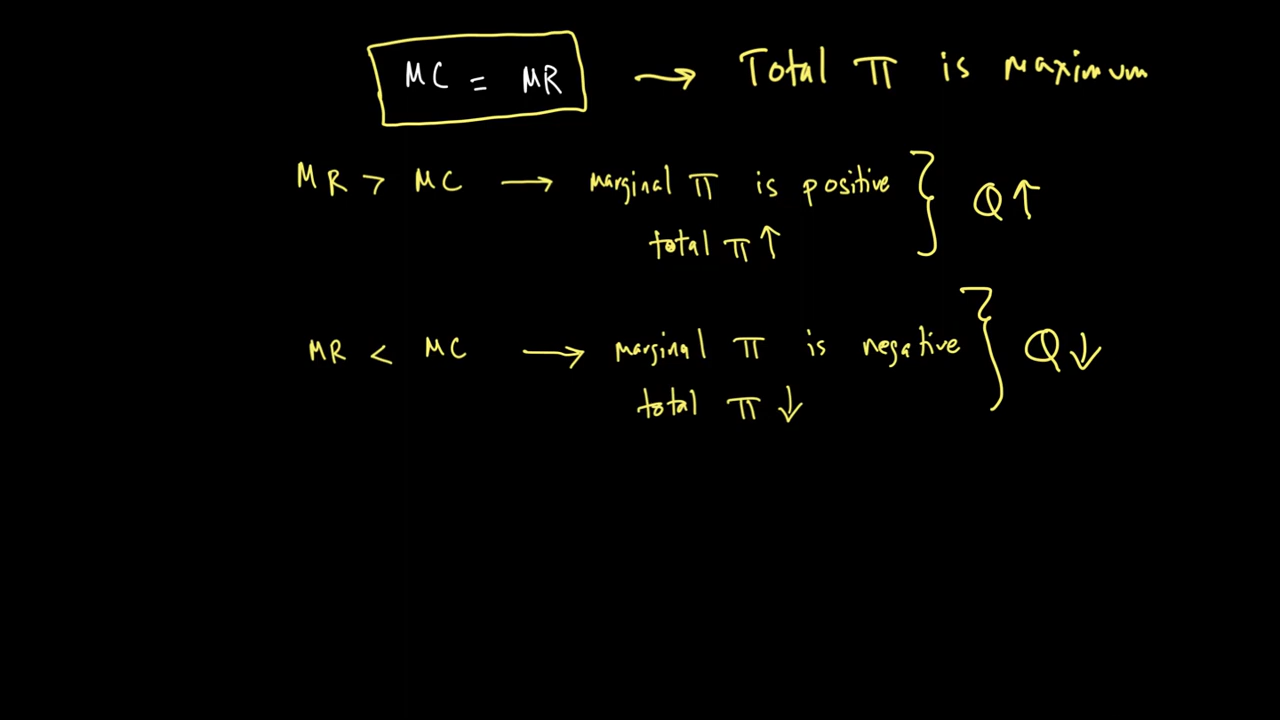 MC = MR → Total π is maximum
MR > MC → marginal π is positive } Q↑
total π↑
MR < MC → marginal π is negative } Q↓
total π ↓